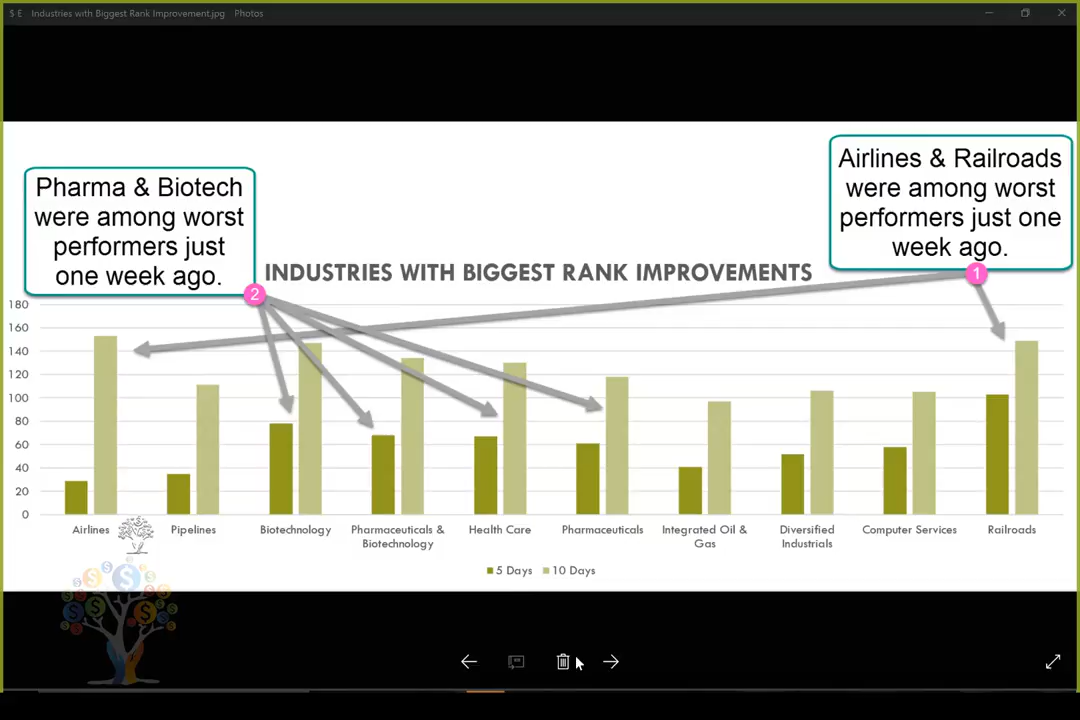 $ E Industries with Biggest Rank Improvement.jpg Photos
Pharma & Biotech
were among worst
performers just
one week ago.
Airlines & Railroads
were among worst
performers just one
week ago.
2
1
INDUSTRIES WITH BIGGEST RANK IMPROVEMENTS
180
160
140
120
100
80
60
40
20
0
Airlines
Pipelines
Biotechnology
Pharmaceuticals &
Biotechnology
Health Care
Pharmaceuticals
Integrated Oil &
Gas
Diversified
Industrials
Computer Services
Railroads
5 Days 10 Days